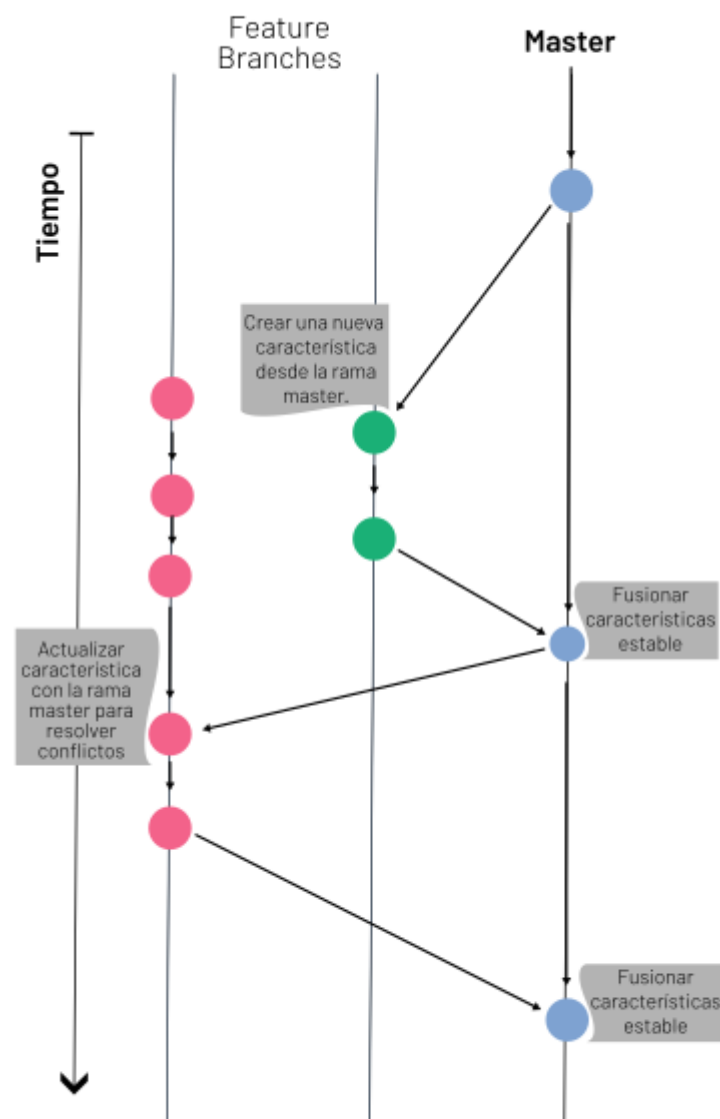 Feature
Branches
Master
Tiempo
Crear una nueva
característica
desde la rama
master.
Fusionar
características
estable
Actualizar
característica
con la rama
master para
resolver
conflictos
Fusionar
características
estable